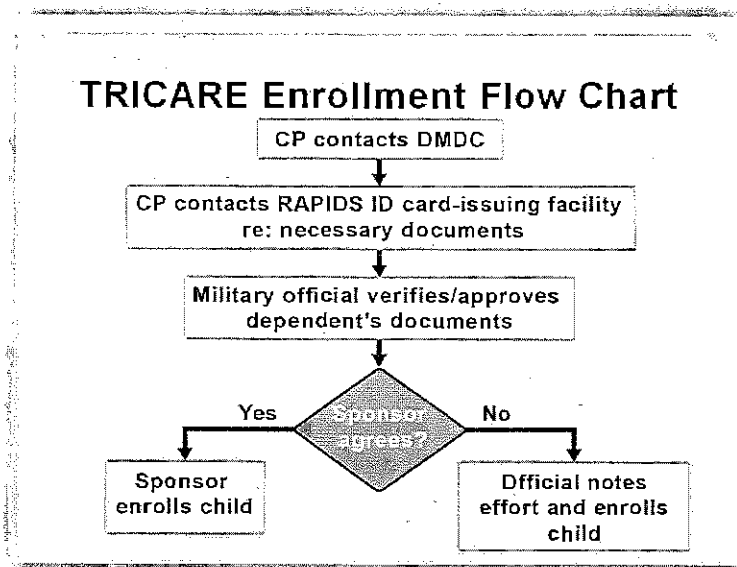 TRICARE Enrollment Flow Chart
CP contacts DMDC
CP contacts RAPIDS ID card-issuing facility
re: necessary documents
Military official verifies/approves
dependent's documents
Sponsor
agrees?
Yes
No
Sponsor
enrolls child
Official notes
effort and enrolls
child